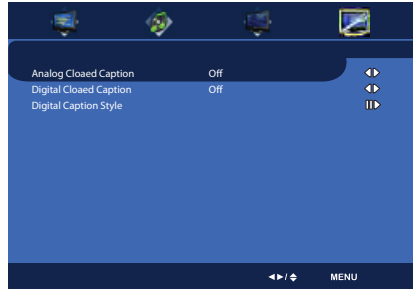 Analog Cloaed Caption Off
Digital Cloaed Caption Off
Digital Caption Style
◄►/ MENU